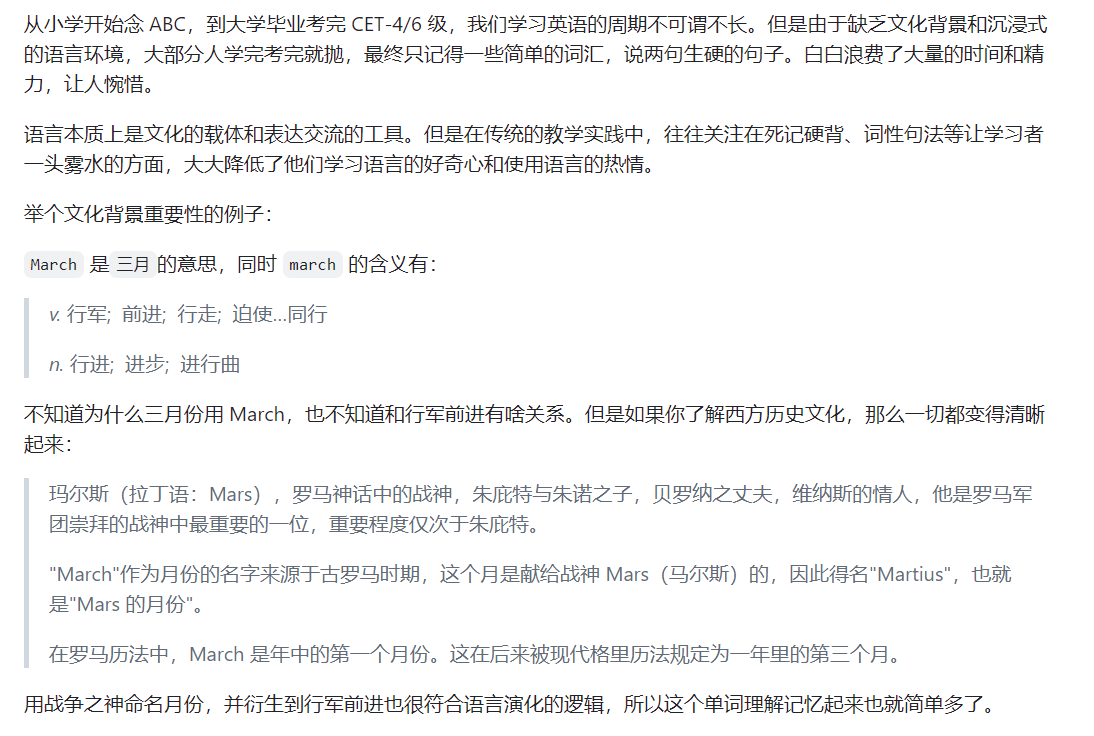 从小学开始念 ABC，到大学毕业考完 CET-4/6 级，我们学习英语的周期不可谓不长。但是由于缺乏文化背景和沉浸式
的语言环境，大部分人学完考完就抛，最终只记得一些简单的词汇，说两句生硬的句子。白白浪费了大量的时间和精
力，让人惋惜。
语言本质上是文化的载体和表达交流的工具。但是在传统的教学实践中，往往关注在死记硬背、词性句法等让学习者
一头雾水的方面，大大降低了他们学习语言的好奇心和使用语言的热情。
举个文化背景重要性的例子：
March 是 三月 的意思，同时 march 的含义有：
v. 行军；前进；行走；迫使...同行
n. 行进；进步；进行曲
不知道为什么三月份用 March，也不知道和行军前进有啥关系。但是如果你了解西方历史文化，那么一切都变得清晰
起来：
玛尔斯（拉丁语：Mars），罗马神话中的战神，朱庇特与朱诺之子，贝罗纳之丈夫，维纳斯的情人，他是罗马军
团崇拜的战神中最重要的一位，重要程度仅次于朱庇特。
"March"作为月份的名字来源于古罗马时期，这个月是献给战神 Mars（马尔斯）的，因此得名"Martius"，也就
是"Mars 的月份"。
在罗马历法中，March 是年中的第一个月份。这在后来被现代格里历法规定为一年里的第三个月。
用战争之神命名月份，并衍生到行军前进也很符合语言演化的逻辑，所以这个单词理解记忆起来也就简单多了。